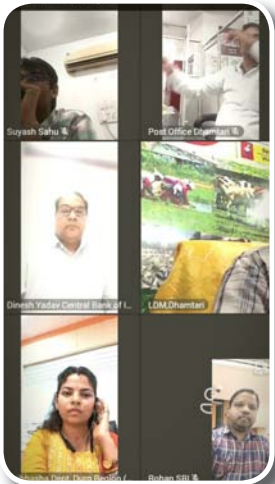 Suyash Sahu
Post Office Dhamtari
Dinesh Yadav Central Bank of I...
LDM,Dhamtari
Dept, Durg Region (
Rohan SBI